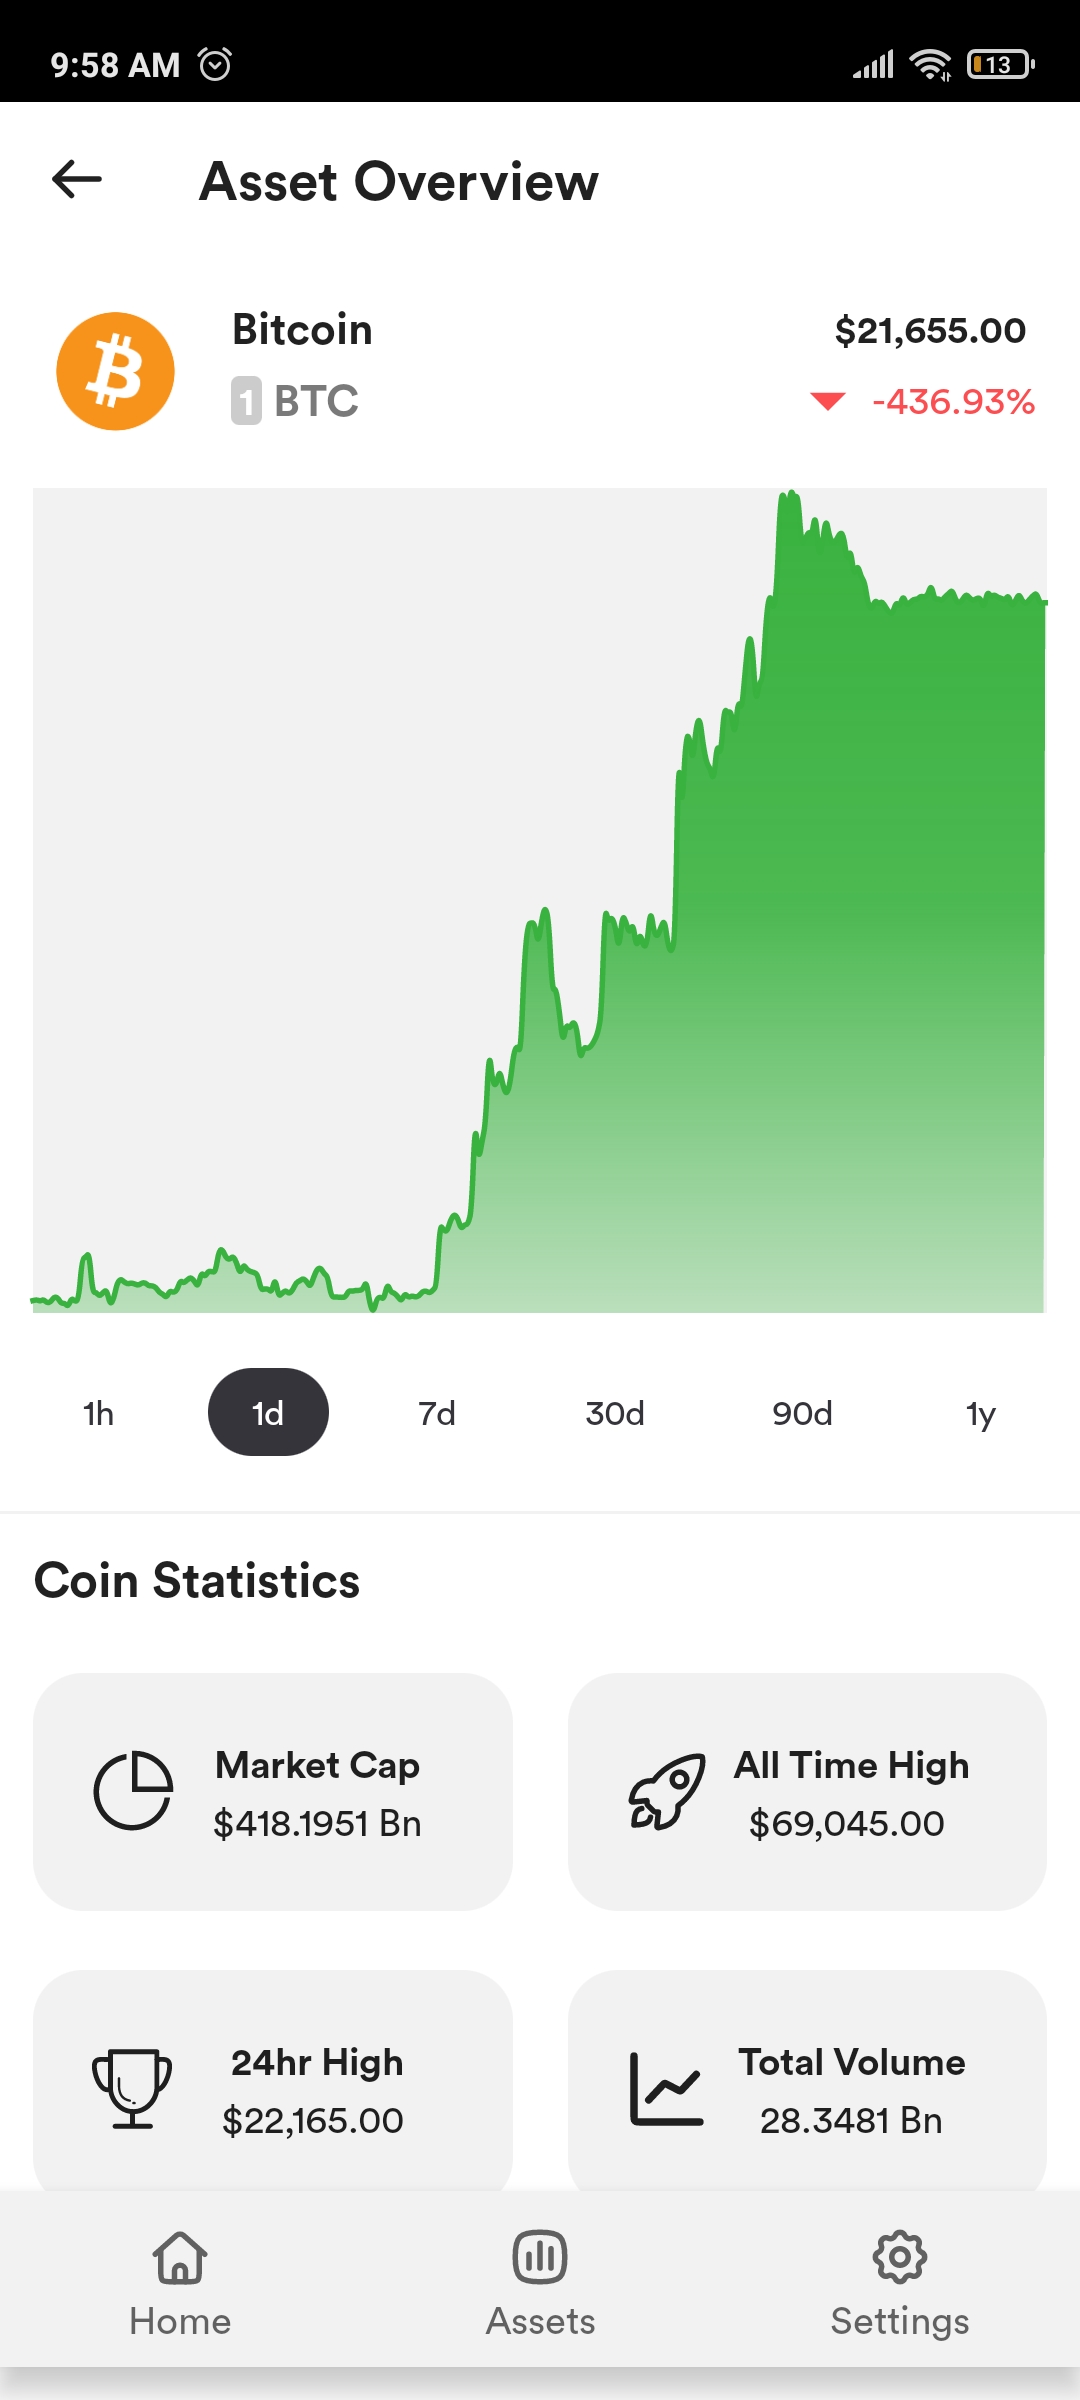 9:58 AM
13
Asset Overview
Bitcoin
$21,655.00
1 BTC
-436.93%
1h
1d
7d
30d
90d
1y
Coin Statistics
Market Cap
$418.1951 Bn
All Time High
$69,045.00
24hr High
$22,165.00
Total Volume
28.3481 Bn
Home
Assets
Settings